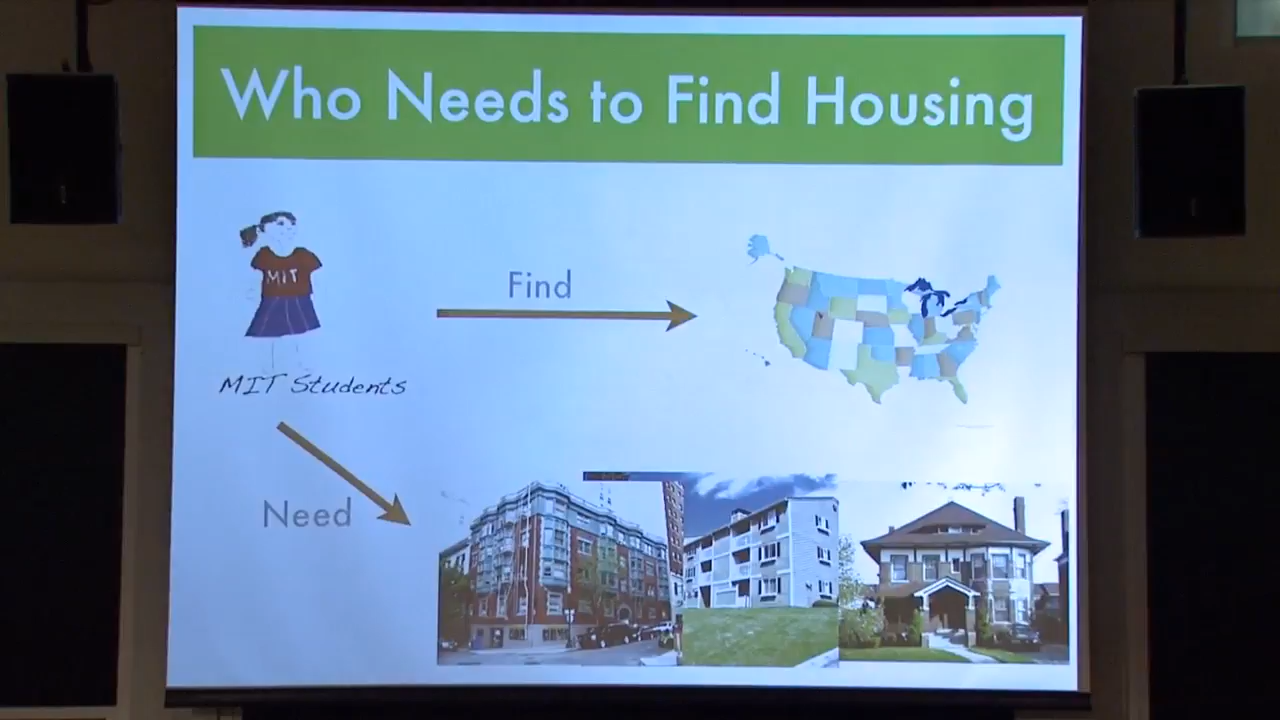 Who Needs to Find Housing
MIT
Find
MIT Students
Need